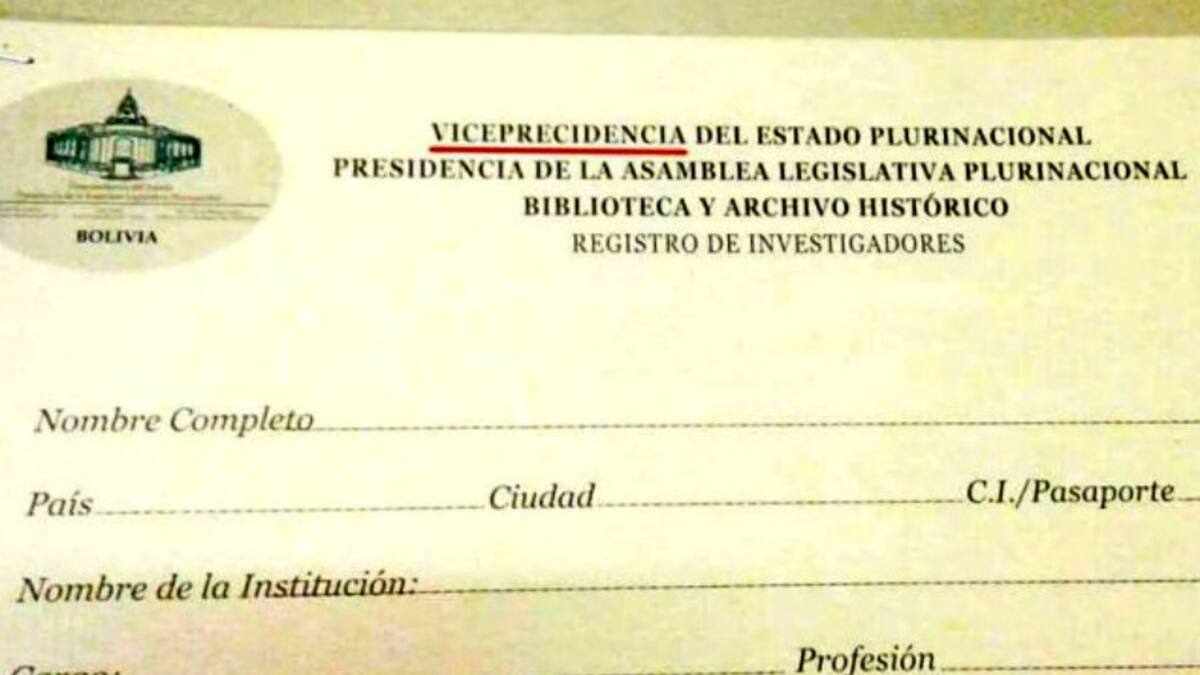 VICEPRECIDENCIA DEL ESTADO PLURINACIONAL
PRESIDENCIA DE LA ASAMBLEA LEGISLATIVA PLURINACIONAL
BIBLIOTECA Y ARCHIVO HISTÓRICO
REGISTRO DE INVESTIGADORES
BOLIVIA
Nombre Completo
País Ciudad C.I./Pasaporte
Nombre de la Institución:
Cargo: Profesión